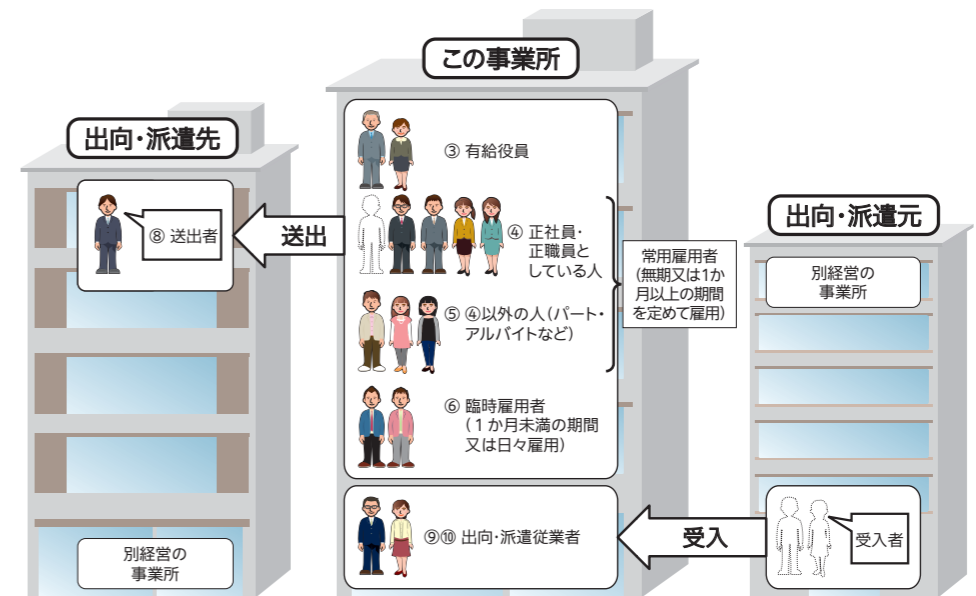 この事業所
出向・派遣先
出向・派遣元
③ 有給役員
⑧ 送出者
送出
④ 正社員・
正職員と
している人
常用雇用者
(無期又は1か
月以上の期間
を定めて雇用)
別経営の
事業所
⑤ ④以外の人(パート・
アルバイトなど)
⑥ 臨時雇用者
(1か月未満の期間
又は日々雇用)
⑨⑩ 出向・派遣従業者
受入
受入者
別経営の
事業所